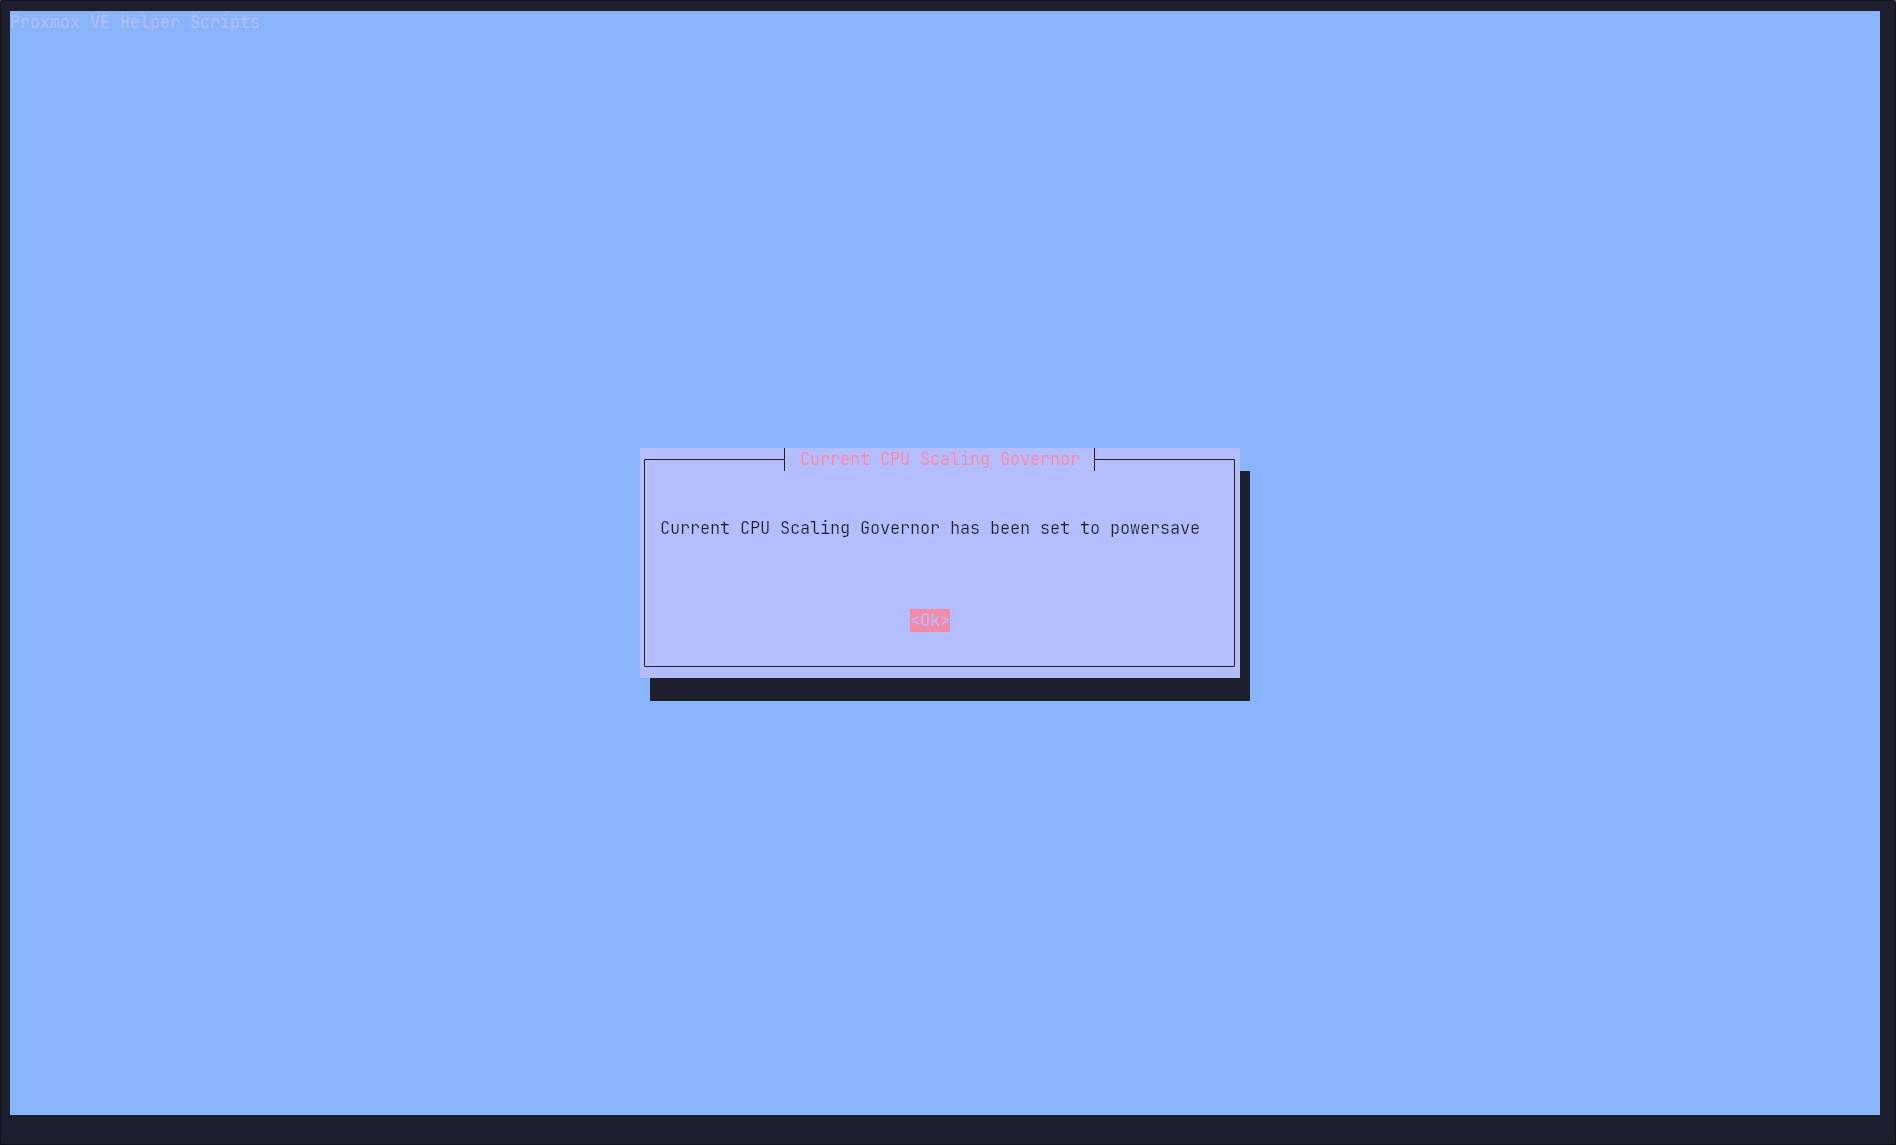 Proxmox VE Helper Scripts
Current CPU Scaling Governor
Current CPU Scaling Governor has been set to powersave
<Ok>